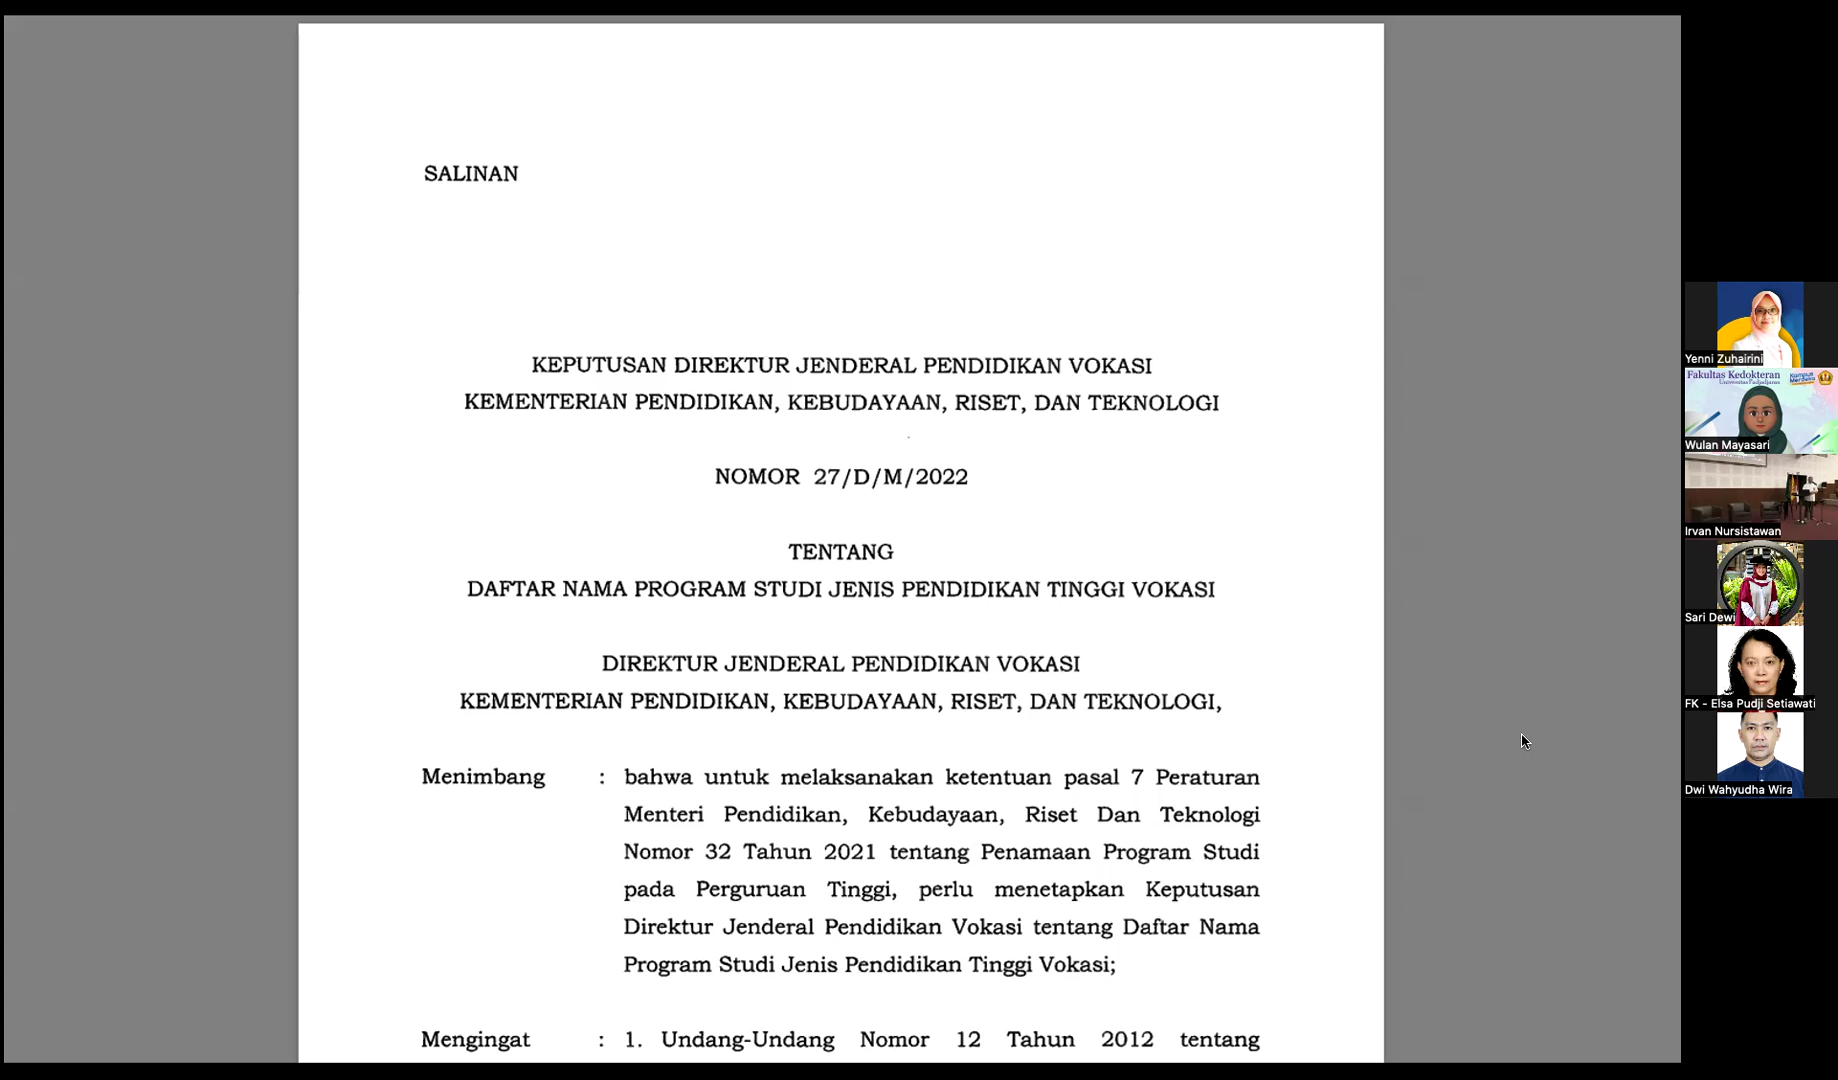 SALINAN
KEPUTUSAN DIREKTUR JENDERAL PENDIDIKAN VOKASI
KEMENTERIAN PENDIDIKAN, KEBUDAYAAN, RISET, DAN TEKNOLOGI
NOMOR 27/D/M/2022
TENTANG
DAFTAR NAMA PROGRAM STUDI JENIS PENDIDIKAN TINGGI VOKASI
DIREKTUR JENDERAL PENDIDIKAN VOKASI
KEMENTERIAN PENDIDIKAN, KEBUDAYAAN, RISET, DAN TEKNOLOGI,
Menimbang : bahwa untuk melaksanakan ketentuan pasal 7 Peraturan
Menteri Pendidikan, Kebudayaan, Riset Dan Teknologi
Nomor 32 Tahun 2021 tentang Penamaan Program Studi
pada Perguruan Tinggi, perlu menetapkan Keputusan
Direktur Jenderal Pendidikan Vokasi tentang Daftar Nama
Program Studi Jenis Pendidikan Tinggi Vokasi;
Mengingat : 1. Undang-Undang Nomor 12 Tahun 2012 tentang
Yenni Zuhairini
Fakultas Kedokteran
Universitas Padjadjaran
Kampus
Merdeka
Wulan Mayasari
Irvan Nursistawan
Sari Dewi
FK - Elsa Pudji Setiawati
Dwi Wahyudha Wira